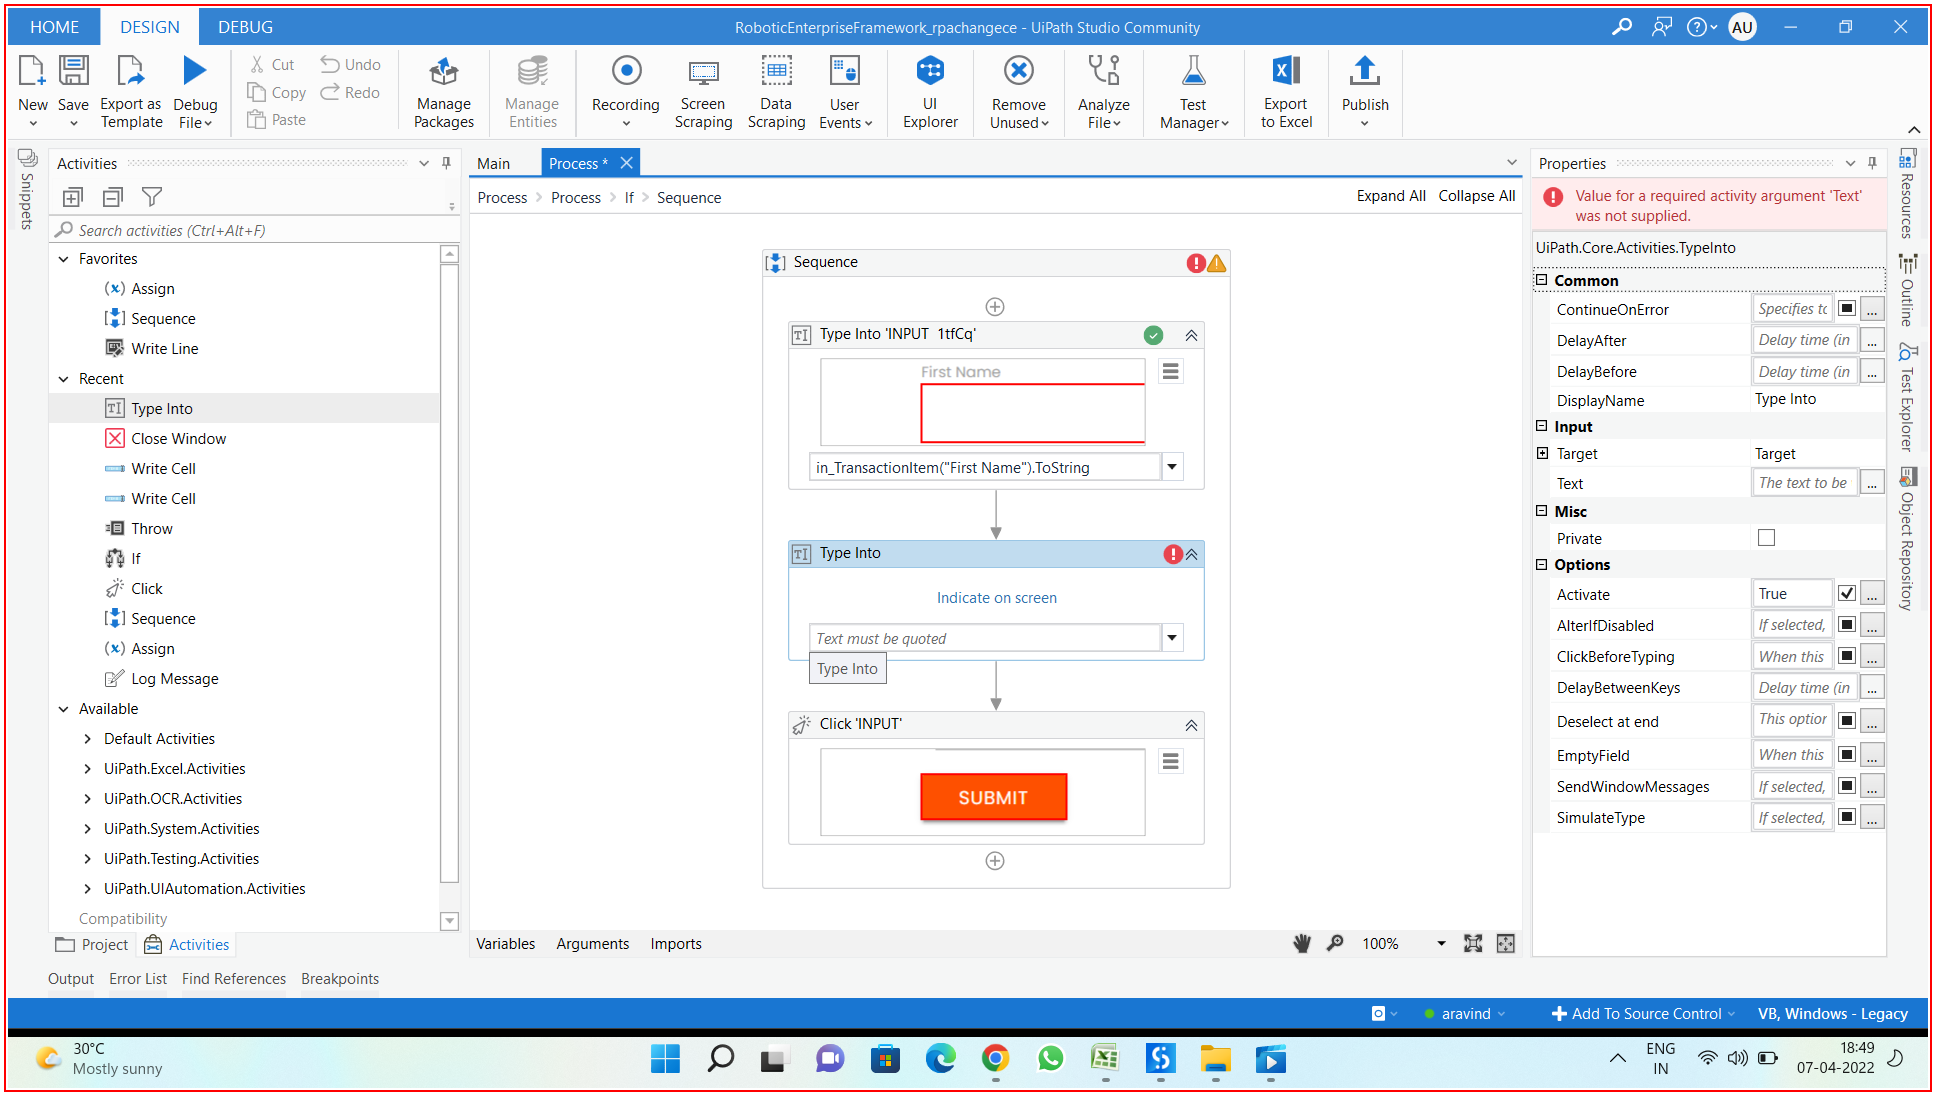 HOME DESIGN DEBUG
RoboticEnterpriseFramework_rpachangece - UiPath Studio Community
AU
New
Save
Export as Template
Debug File
Cut
Copy
Paste
Undo
Redo
Manage Packages
Manage Entities
Recording
Screen Scraping
Data Scraping
User Events
UI Explorer
Remove Unused
Analyze File
Test Manager
Export to Excel
Publish
Snippets
Activities
Search activities (Ctrl+Alt+F)
Favorites
Assign
Sequence
Write Line
Recent
Type Into
Close Window
Write Cell
Write Cell
Throw
If
Click
Sequence
Assign
Log Message
Available
Default Activities
UiPath.Excel.Activities
UiPath.OCR.Activities
UiPath.System.Activities
UiPath.Testing.Activities
UiPath.UIAutomation.Activities
Compatibility
Project Activities
Main Process *
Process > Process > If > Sequence
Expand All Collapse All
Sequence
Type Into 'INPUT 1tfCq'
First Name
in_TransactionItem("First Name").ToString
Type Into
Indicate on screen
Text must be quoted
Type Into
Click 'INPUT'
SUBMIT
Variables Arguments Imports
100%
Properties
Value for a required activity argument 'Text'
was not supplied.
UiPath.Core.Activities.TypeInto
Common
ContinueOnError Specifies to ...
DelayAfter Delay time (in ...
DelayBefore Delay time (in ...
DisplayName Type Into
Input
Target Target
Text The text to be ...
Misc
Private
Options
Activate True ...
AlterIfDisabled If selected, ...
ClickBeforeTyping When this ...
DelayBetweenKeys Delay time (in ...
Deselect at end This option ...
EmptyField When this ...
SendWindowMessages If selected, ...
SimulateType If selected, ...
Resources
Outline
Test Explorer
Object Repository
Output Error List Find References Breakpoints
aravind
Add To Source Control
VB, Windows - Legacy
30°C
Mostly sunny
ENG
IN
18:49
07-04-2022